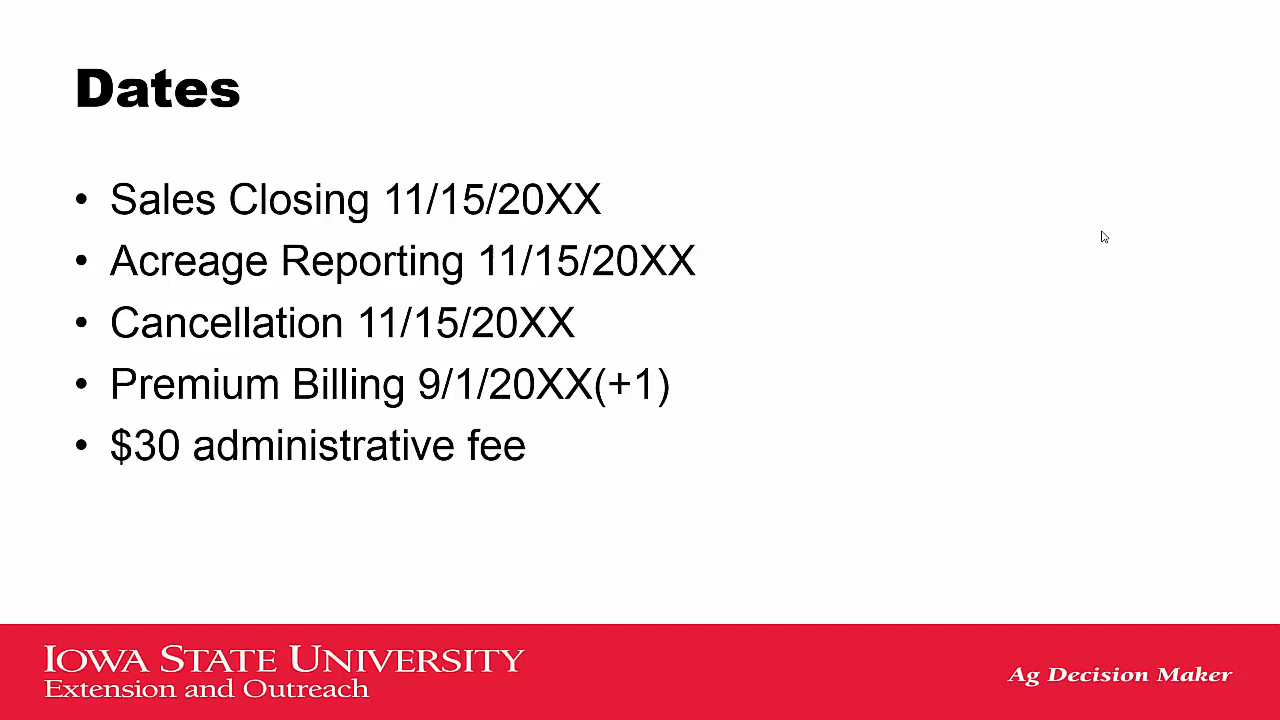 Dates
• Sales Closing 11/15/20XX
• Acreage Reporting 11/15/20XX
• Cancellation 11/15/20XX
• Premium Billing 9/1/20XX(+1)
• $30 administrative fee
IOWA STATE UNIVERSITY
Extension and Outreach
Ag Decision Maker